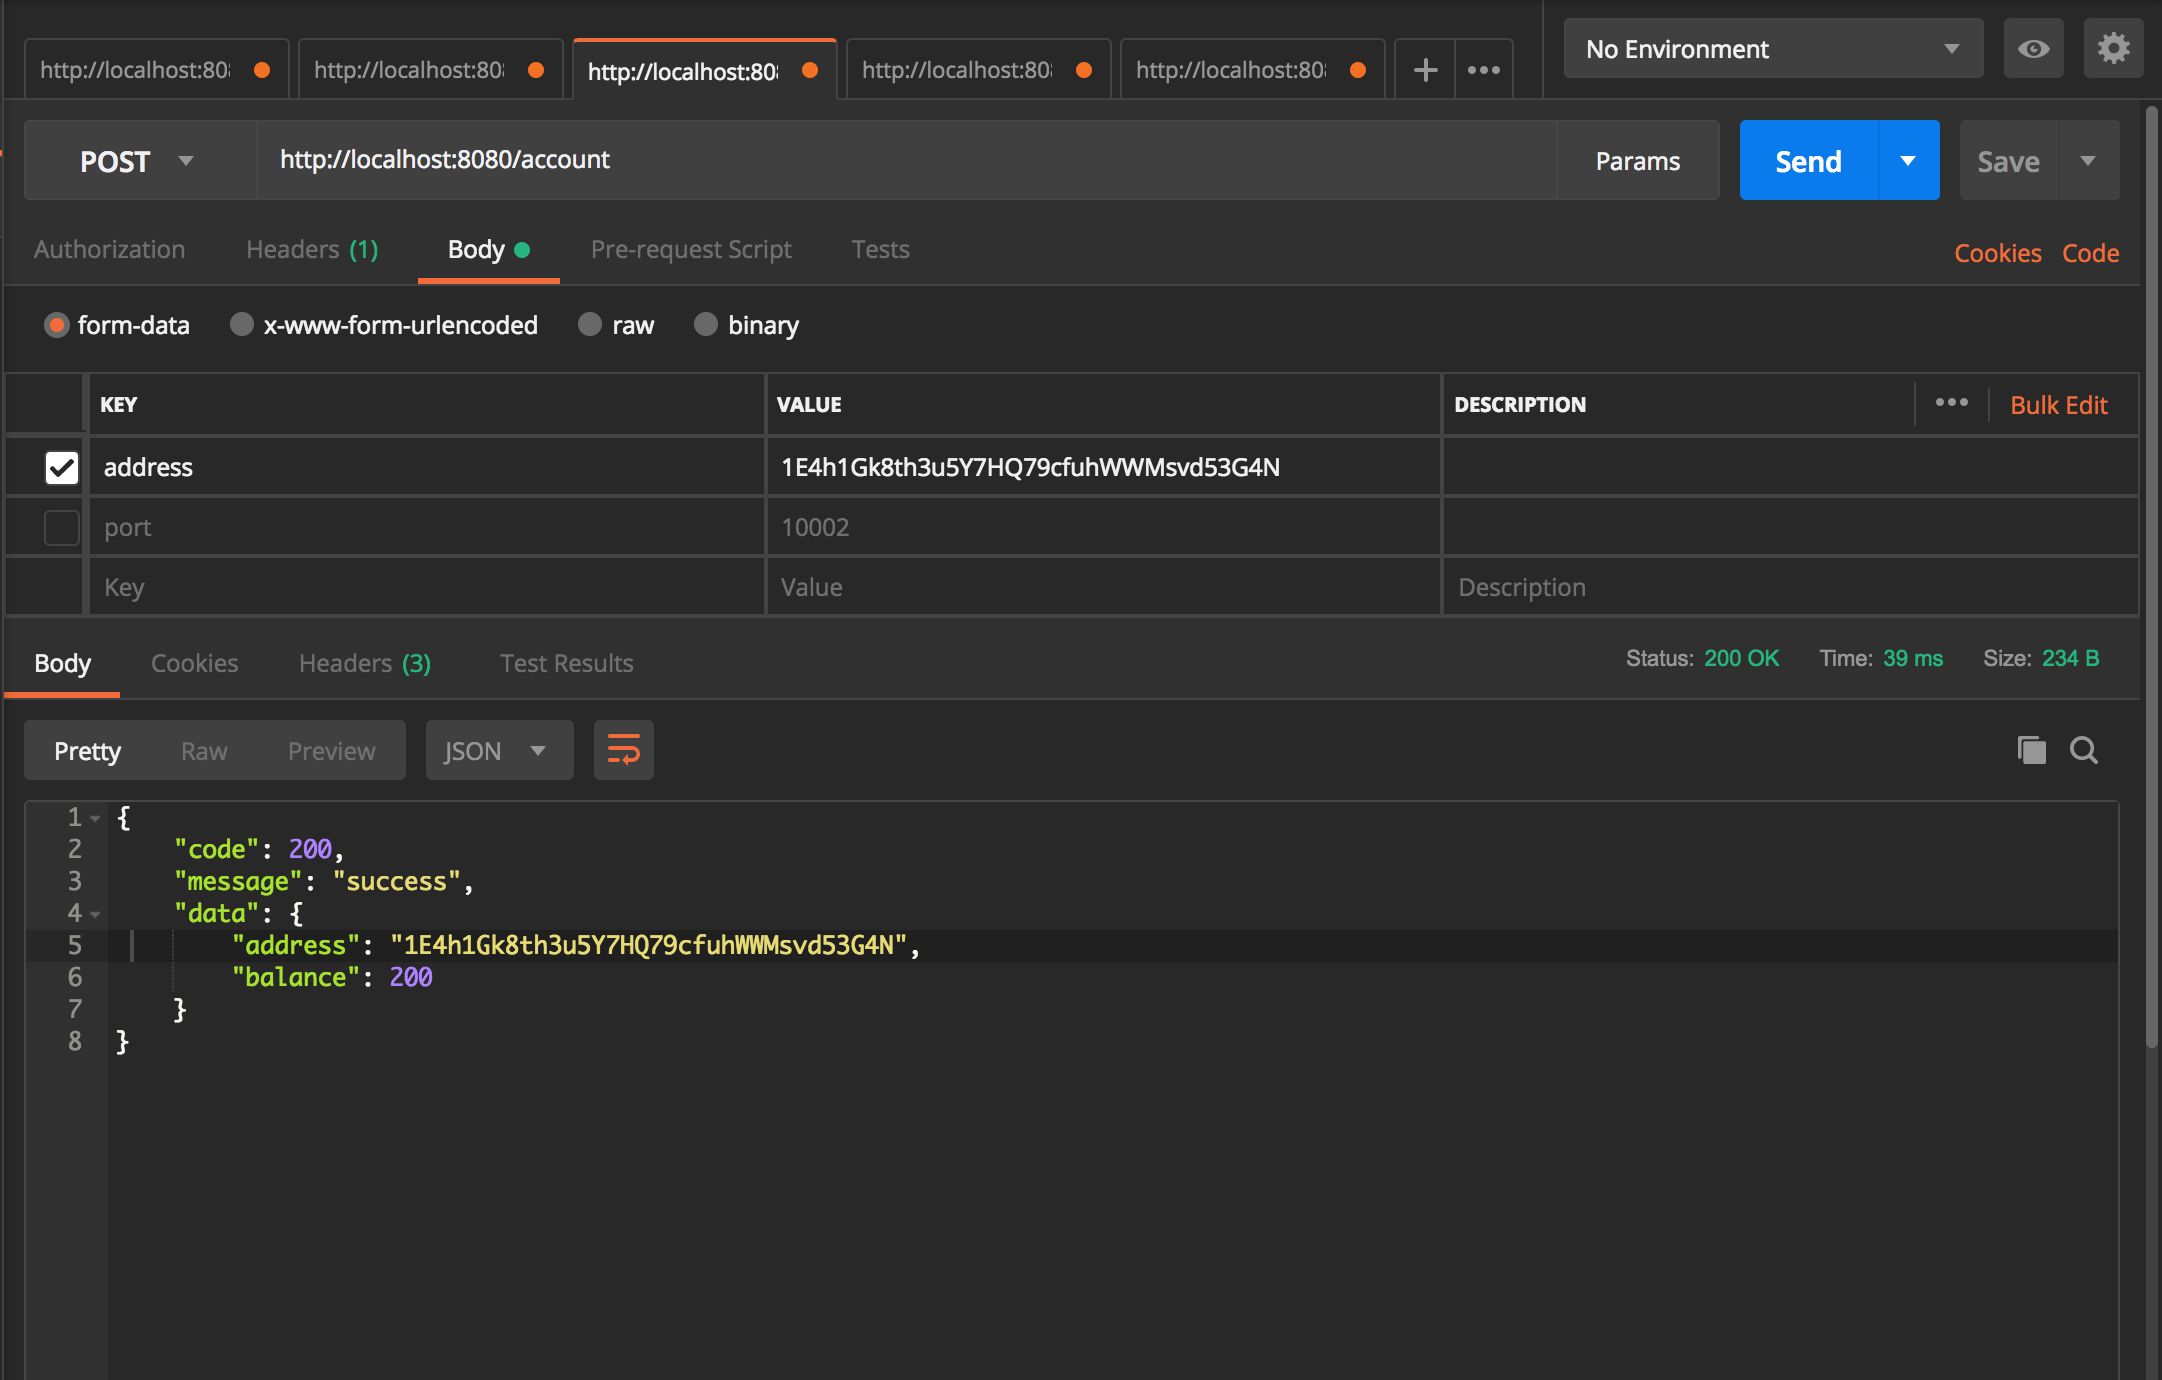 http://localhost:80 http://localhost:80 http://localhost:80 http://localhost:80 http://localhost:80 + ••• No Environment
POST http://localhost:8080/account Params Send Save
Authorization Headers (1) Body Pre-request Script Tests Cookies Code
form-data x-www-form-urlencoded raw binary
KEY VALUE DESCRIPTION ••• Bulk Edit
address 1E4h1Gk8th3u5Y7HQ79cfuhWWMsvd53G4N
port 10002
Key Value Description
Body Cookies Headers (3) Test Results Status: 200 OK Time: 39 ms Size: 234 B
Pretty Raw Preview JSON
1 {
2 "code": 200,
3 "message": "success",
4 "data": {
5 "address": "1E4h1Gk8th3u5Y7HQ79cfuhWWMsvd53G4N",
6 "balance": 200
7 }
8 }